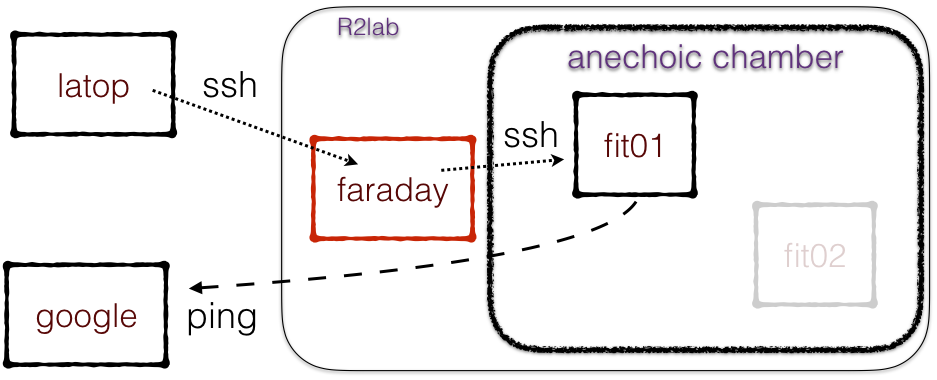 R2lab
anechoic chamber
latop
ssh
ssh
fit01
faraday
fit02
google
ping